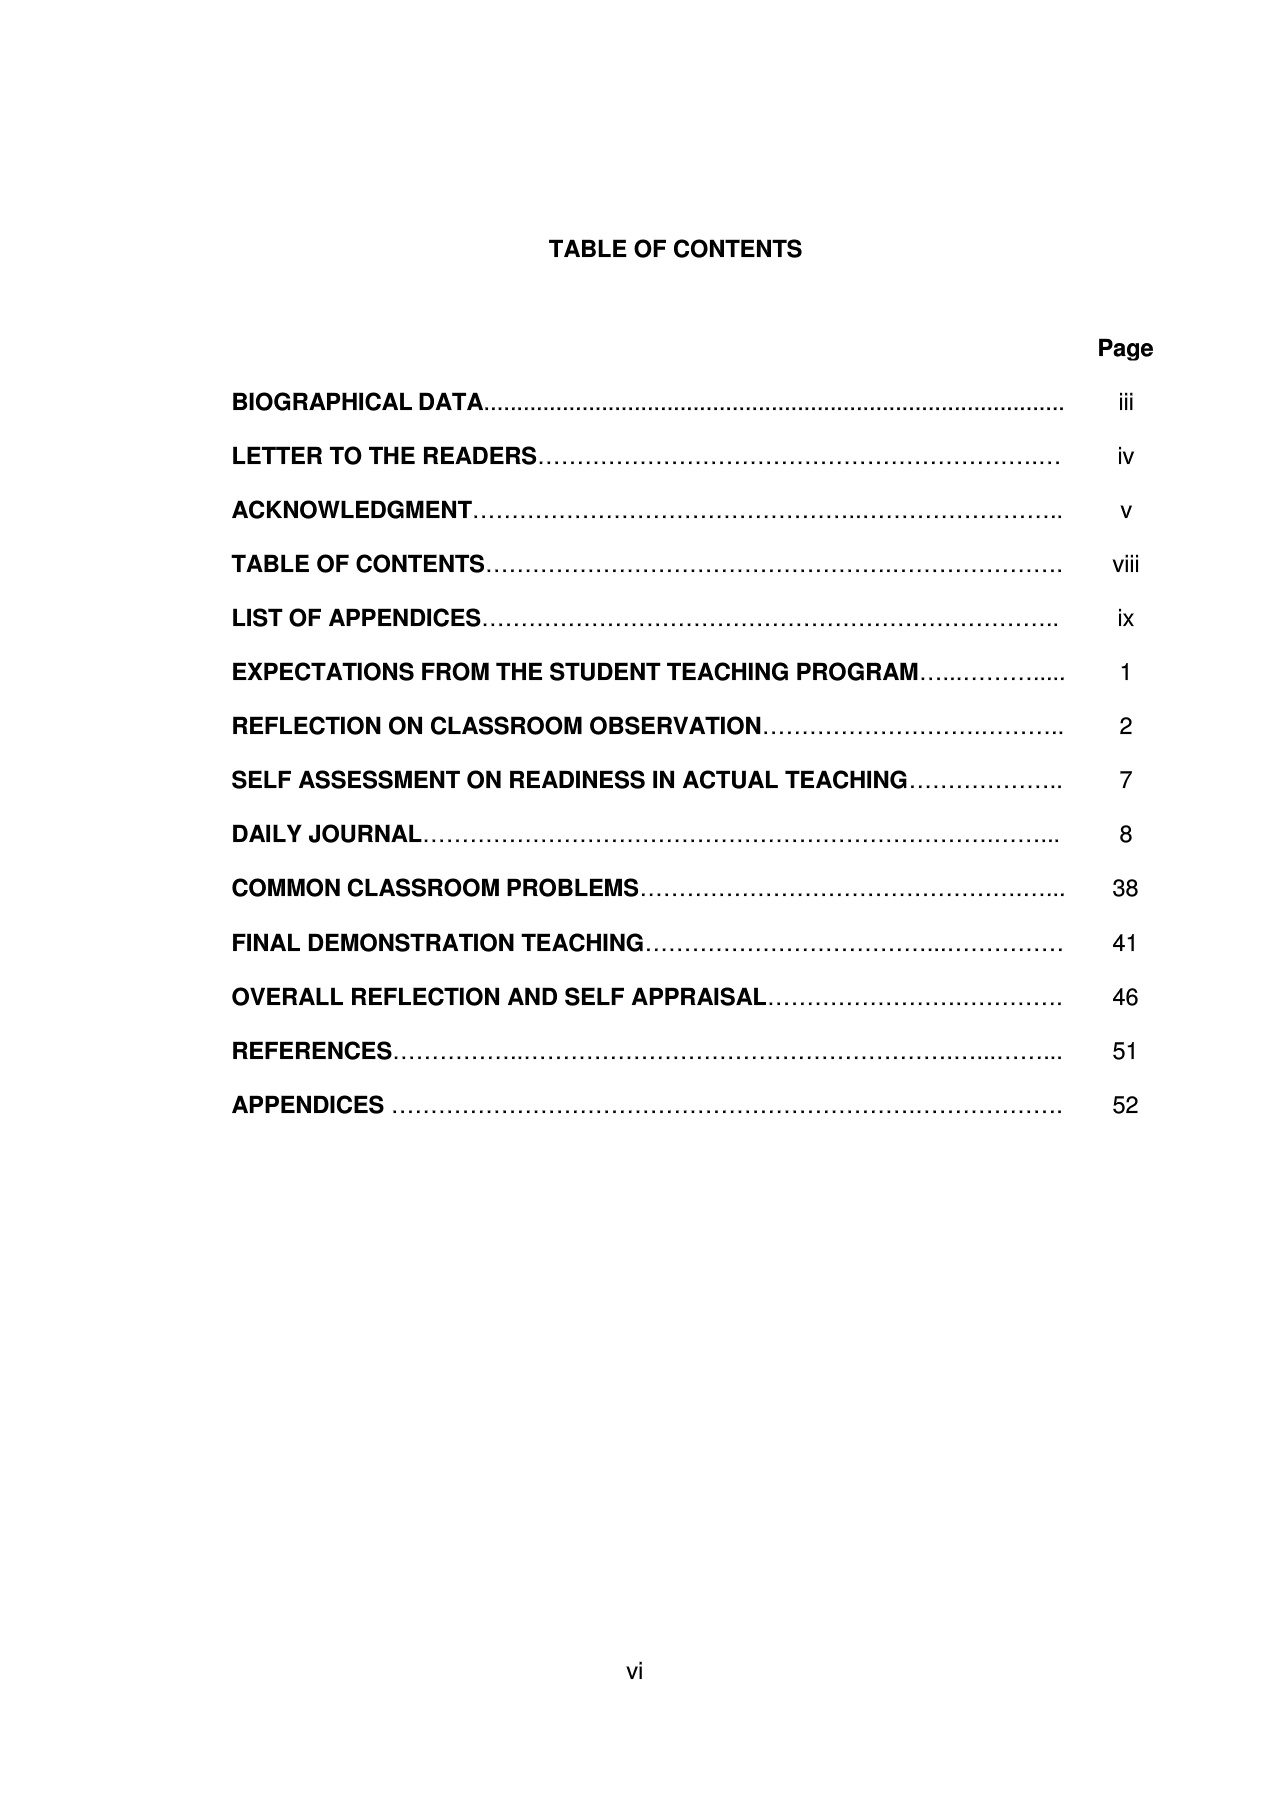 TABLE OF CONTENTS
Page
BIOGRAPHICAL DATA......................................................................................... iii
LETTER TO THE READERS……………………………………………………….… iv
ACKNOWLEDGMENT………….…………….……………...…………………….. v
TABLE OF CONTENTS…………………………………………….…………………. viii
LIST OF APPENDICES……………………………………………………………….. ix
EXPECTATIONS FROM THE STUDENT TEACHING PROGRAM…...………..... 1
REFLECTION ON CLASSROOM OBSERVATION……………………….……….. 2
SELF ASSESSMENT ON READINESS IN ACTUAL TEACHING……………….. 7
DAILY JOURNAL……………………………………………………………………... 8
COMMON CLASSROOM PROBLEMS………………………………………….…... 38
FINAL DEMONSTRATION TEACHING…….……….……………...…………… 41
OVERALL REFLECTION AND SELF APPRAISAL…………………….…………. 46
REFERENCES……………..……………………………………………….…...……... 51
APPENDICES ………………………………………………………….………………. 52
vi